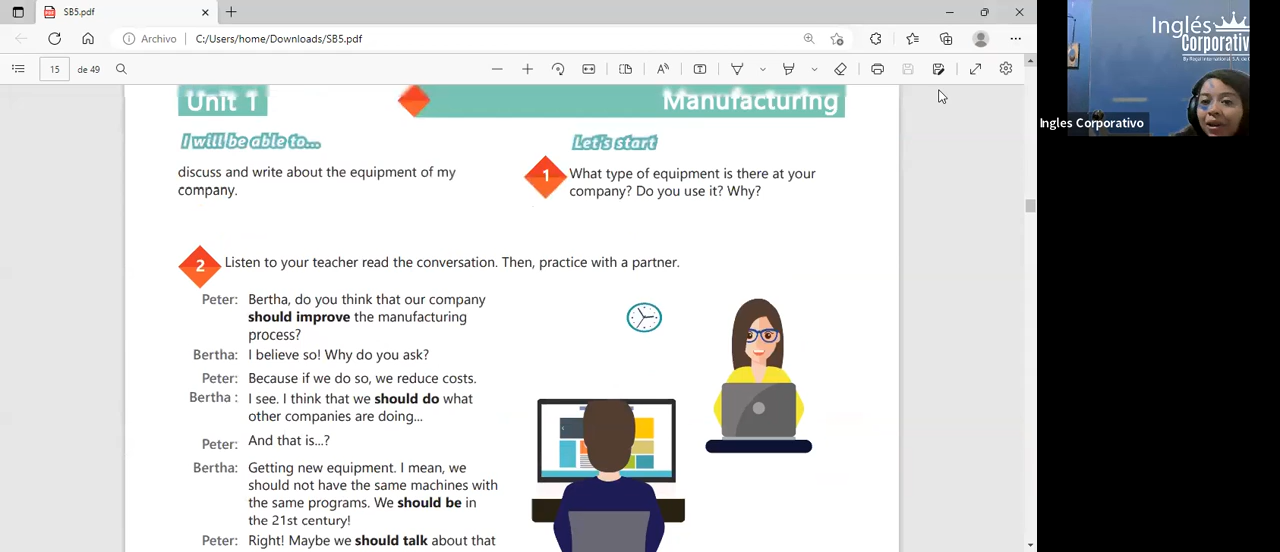 SB5.pdf
Archivo C:/Users/home/Downloads/SB5.pdf
15 de 49
Unit 1
Manufacturing
I will be able to...
discuss and write about the equipment of my
company.
Let's start
1 What type of equipment is there at your
company? Do you use it? Why?
2 Listen to your teacher read the conversation. Then, practice with a partner.
Peter: Bertha, do you think that our company
should improve the manufacturing
process?
Bertha: I believe so! Why do you ask?
Peter: Because if we do so, we reduce costs.
Bertha : I see. I think that we should do what
other companies are doing...
Peter: And that is...?
Bertha: Getting new equipment. I mean, we
should not have the same machines with
the same programs. We should be in
the 21st century!
Peter: Right! Maybe we should talk about that
Inglés
Corporativ
By Royal International S.A. de
Ingles Corporativo